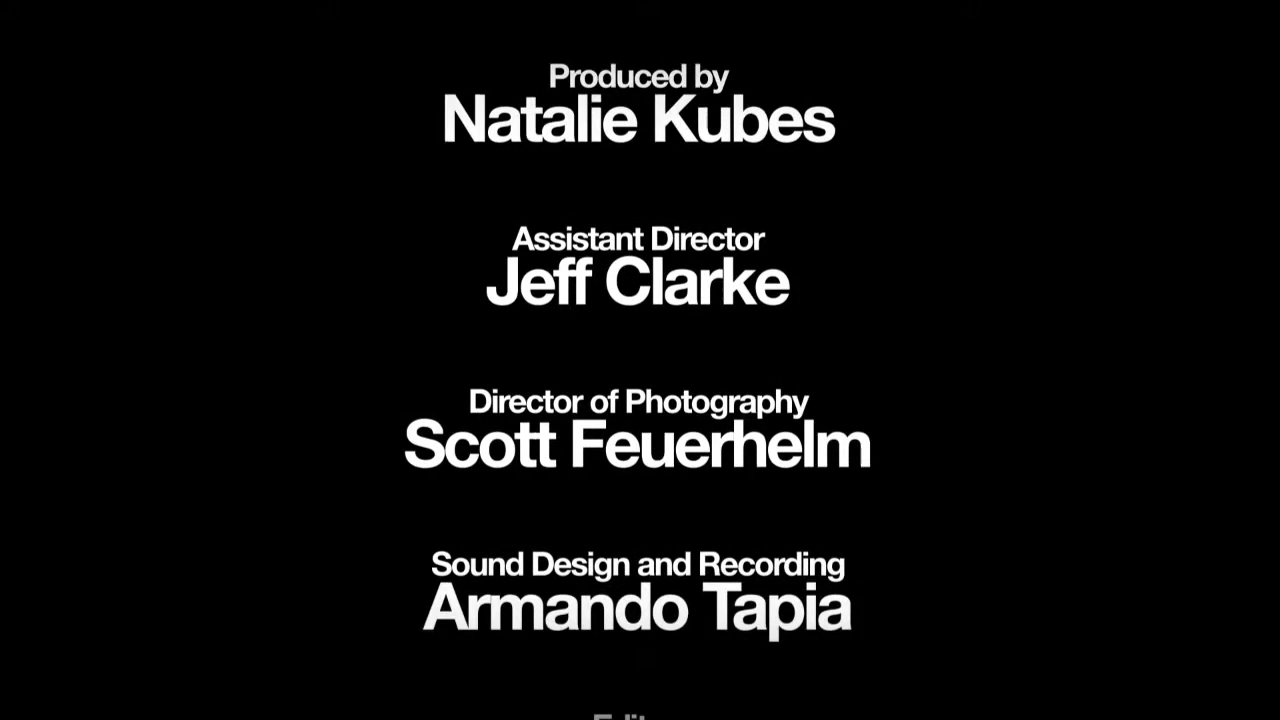 Produced by
Natalie Kubes
Assistant Director
Jeff Clarke
Director of Photography
Scott Feuerhelm
Sound Design and Recording
Armando Tapia